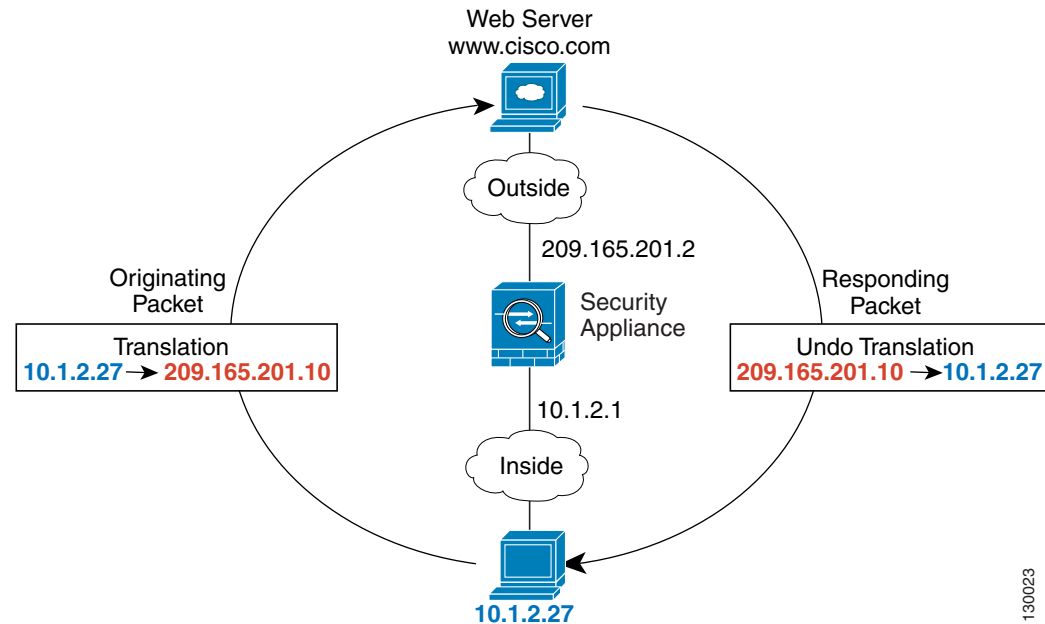 Web Server
www.cisco.com
Outside
209.165.201.2
Originating
Packet
Responding
Packet
Security
Appliance
Translation
10.1.2.27 → 209.165.201.10
Undo Translation
209.165.201.10 → 10.1.2.27
10.1.2.1
Inside
10.1.2.27
130023